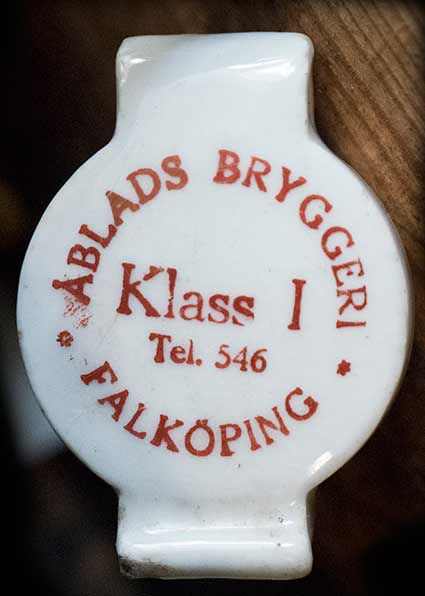 ÅBLADS BRYGGERI
Klass I
Tel. 546
* FALKÖPING *